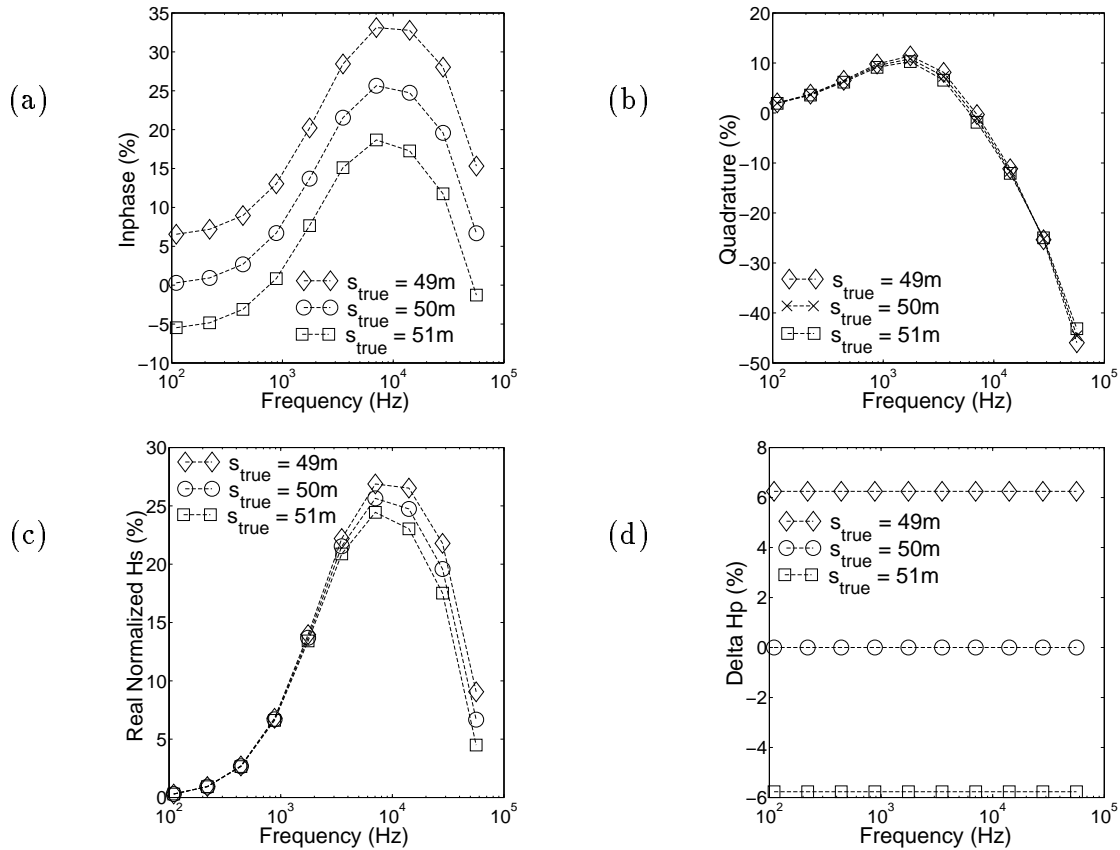 (a)
Inphase (%)
35
30
25
20
15
10
5
0
−5
−10
s_true = 49m
s_true = 50m
s_true = 51m
10^2 10^3 10^4 10^5
Frequency (Hz)
(b)
Quadrature (%)
20
10
0
−10
−20
−30
−40
−50
s_true = 49m
s_true = 50m
s_true = 51m
10^2 10^3 10^4 10^5
Frequency (Hz)
(c)
Real Normalized Hs (%)
30
25
20
15
10
5
0
s_true = 49m
s_true = 50m
s_true = 51m
10^2 10^3 10^4 10^5
Frequency (Hz)
(d)
Delta Hp (%)
8
6
4
2
0
−2
−4
−6
s_true = 49m
s_true = 50m
s_true = 51m
10^2 10^3 10^4 10^5
Frequency (Hz)